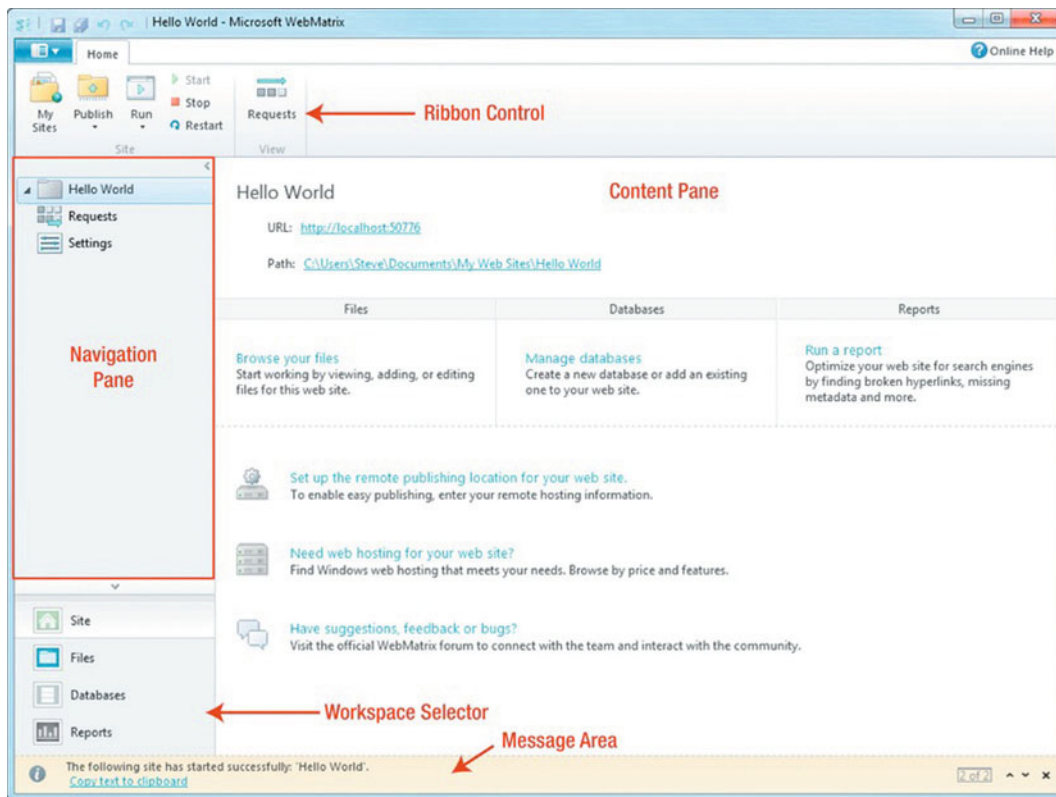 Hello World - Microsoft WebMatrix
Home
Online Help
My Sites
Publish
Run
Start
Stop
Restart
Site
Requests
View
Ribbon Control
Hello World
Requests
Settings
Navigation
Pane
Hello World
Content Pane
URL: http://localhost:50776
Path: C:\Users\Steve\Documents\My Web Sites\Hello World
Files
Databases
Reports
Browse your files
Start working by viewing, adding, or editing
files for this web site.
Manage databases
Create a new database or add an existing
one to your web site.
Run a report
Optimize your web site for search engines
by finding broken hyperlinks, missing
metadata and more.
Set up the remote publishing location for your web site.
To enable easy publishing, enter your remote hosting information.
Need web hosting for your web site?
Find Windows web hosting that meets your needs. Browse by price and features.
Have suggestions, feedback or bugs?
Visit the official WebMatrix forum to connect with the team and interact with the community.
Site
Files
Databases
Reports
Workspace Selector
Message Area
The following site has started successfully: 'Hello World'.
Copy text to clipboard
2 of 2